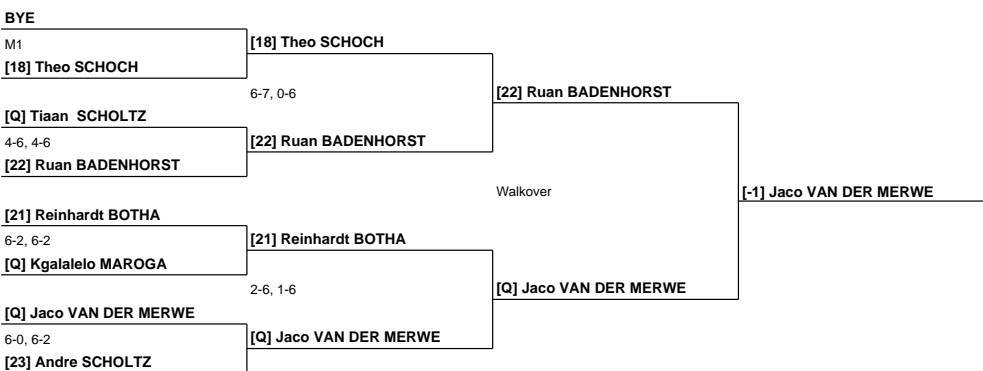 BYE
M1
[18] Theo SCHOCH
[18] Theo SCHOCH
6-7, 0-6
[22] Ruan BADENHORST
[Q] Tiaan  SCHOLTZ
4-6, 4-6
[22] Ruan BADENHORST
[22] Ruan BADENHORST
Walkover
[-1] Jaco VAN DER MERWE
[21] Reinhardt BOTHA
6-2, 6-2
[21] Reinhardt BOTHA
[Q] Kgalalelo MAROGA
2-6, 1-6
[Q] Jaco VAN DER MERWE
[Q] Jaco VAN DER MERWE
6-0, 6-2
[Q] Jaco VAN DER MERWE
[23] Andre SCHOLTZ